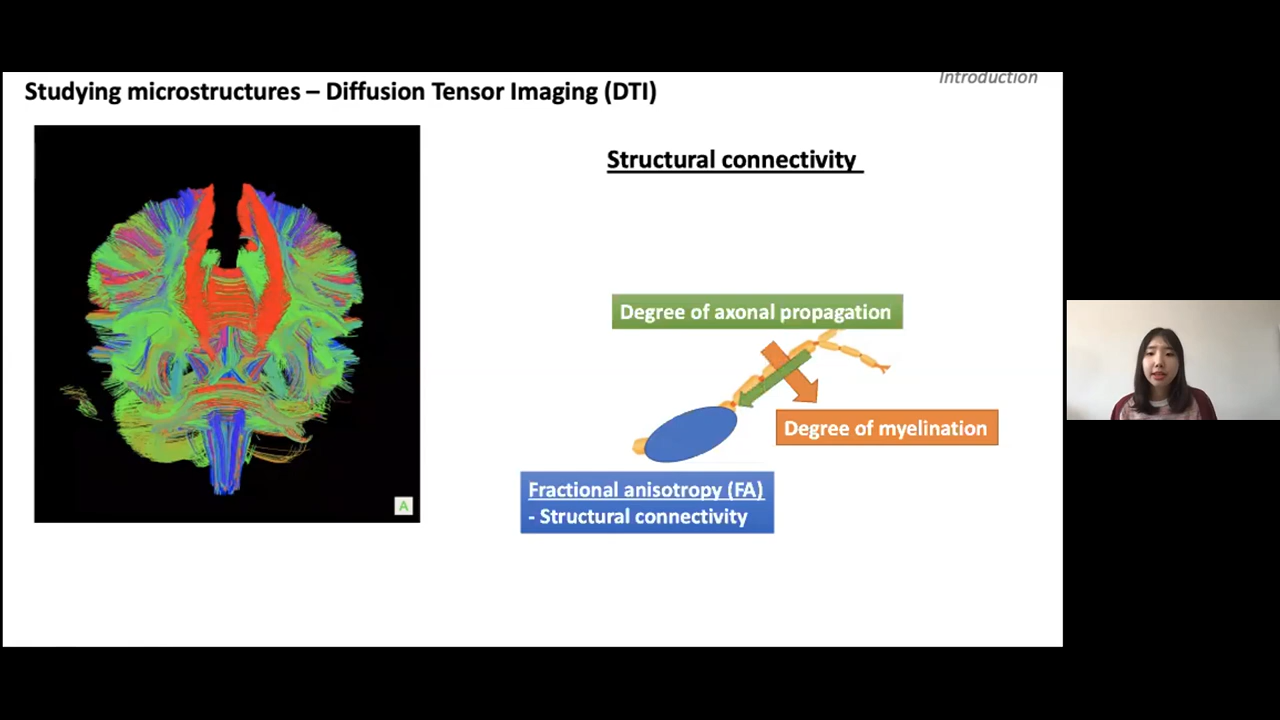 Introduction
Studying microstructures – Diffusion Tensor Imaging (DTI)
Structural connectivity
Degree of axonal propagation
Degree of myelination
Fractional anisotropy (FA)
- Structural connectivity
A